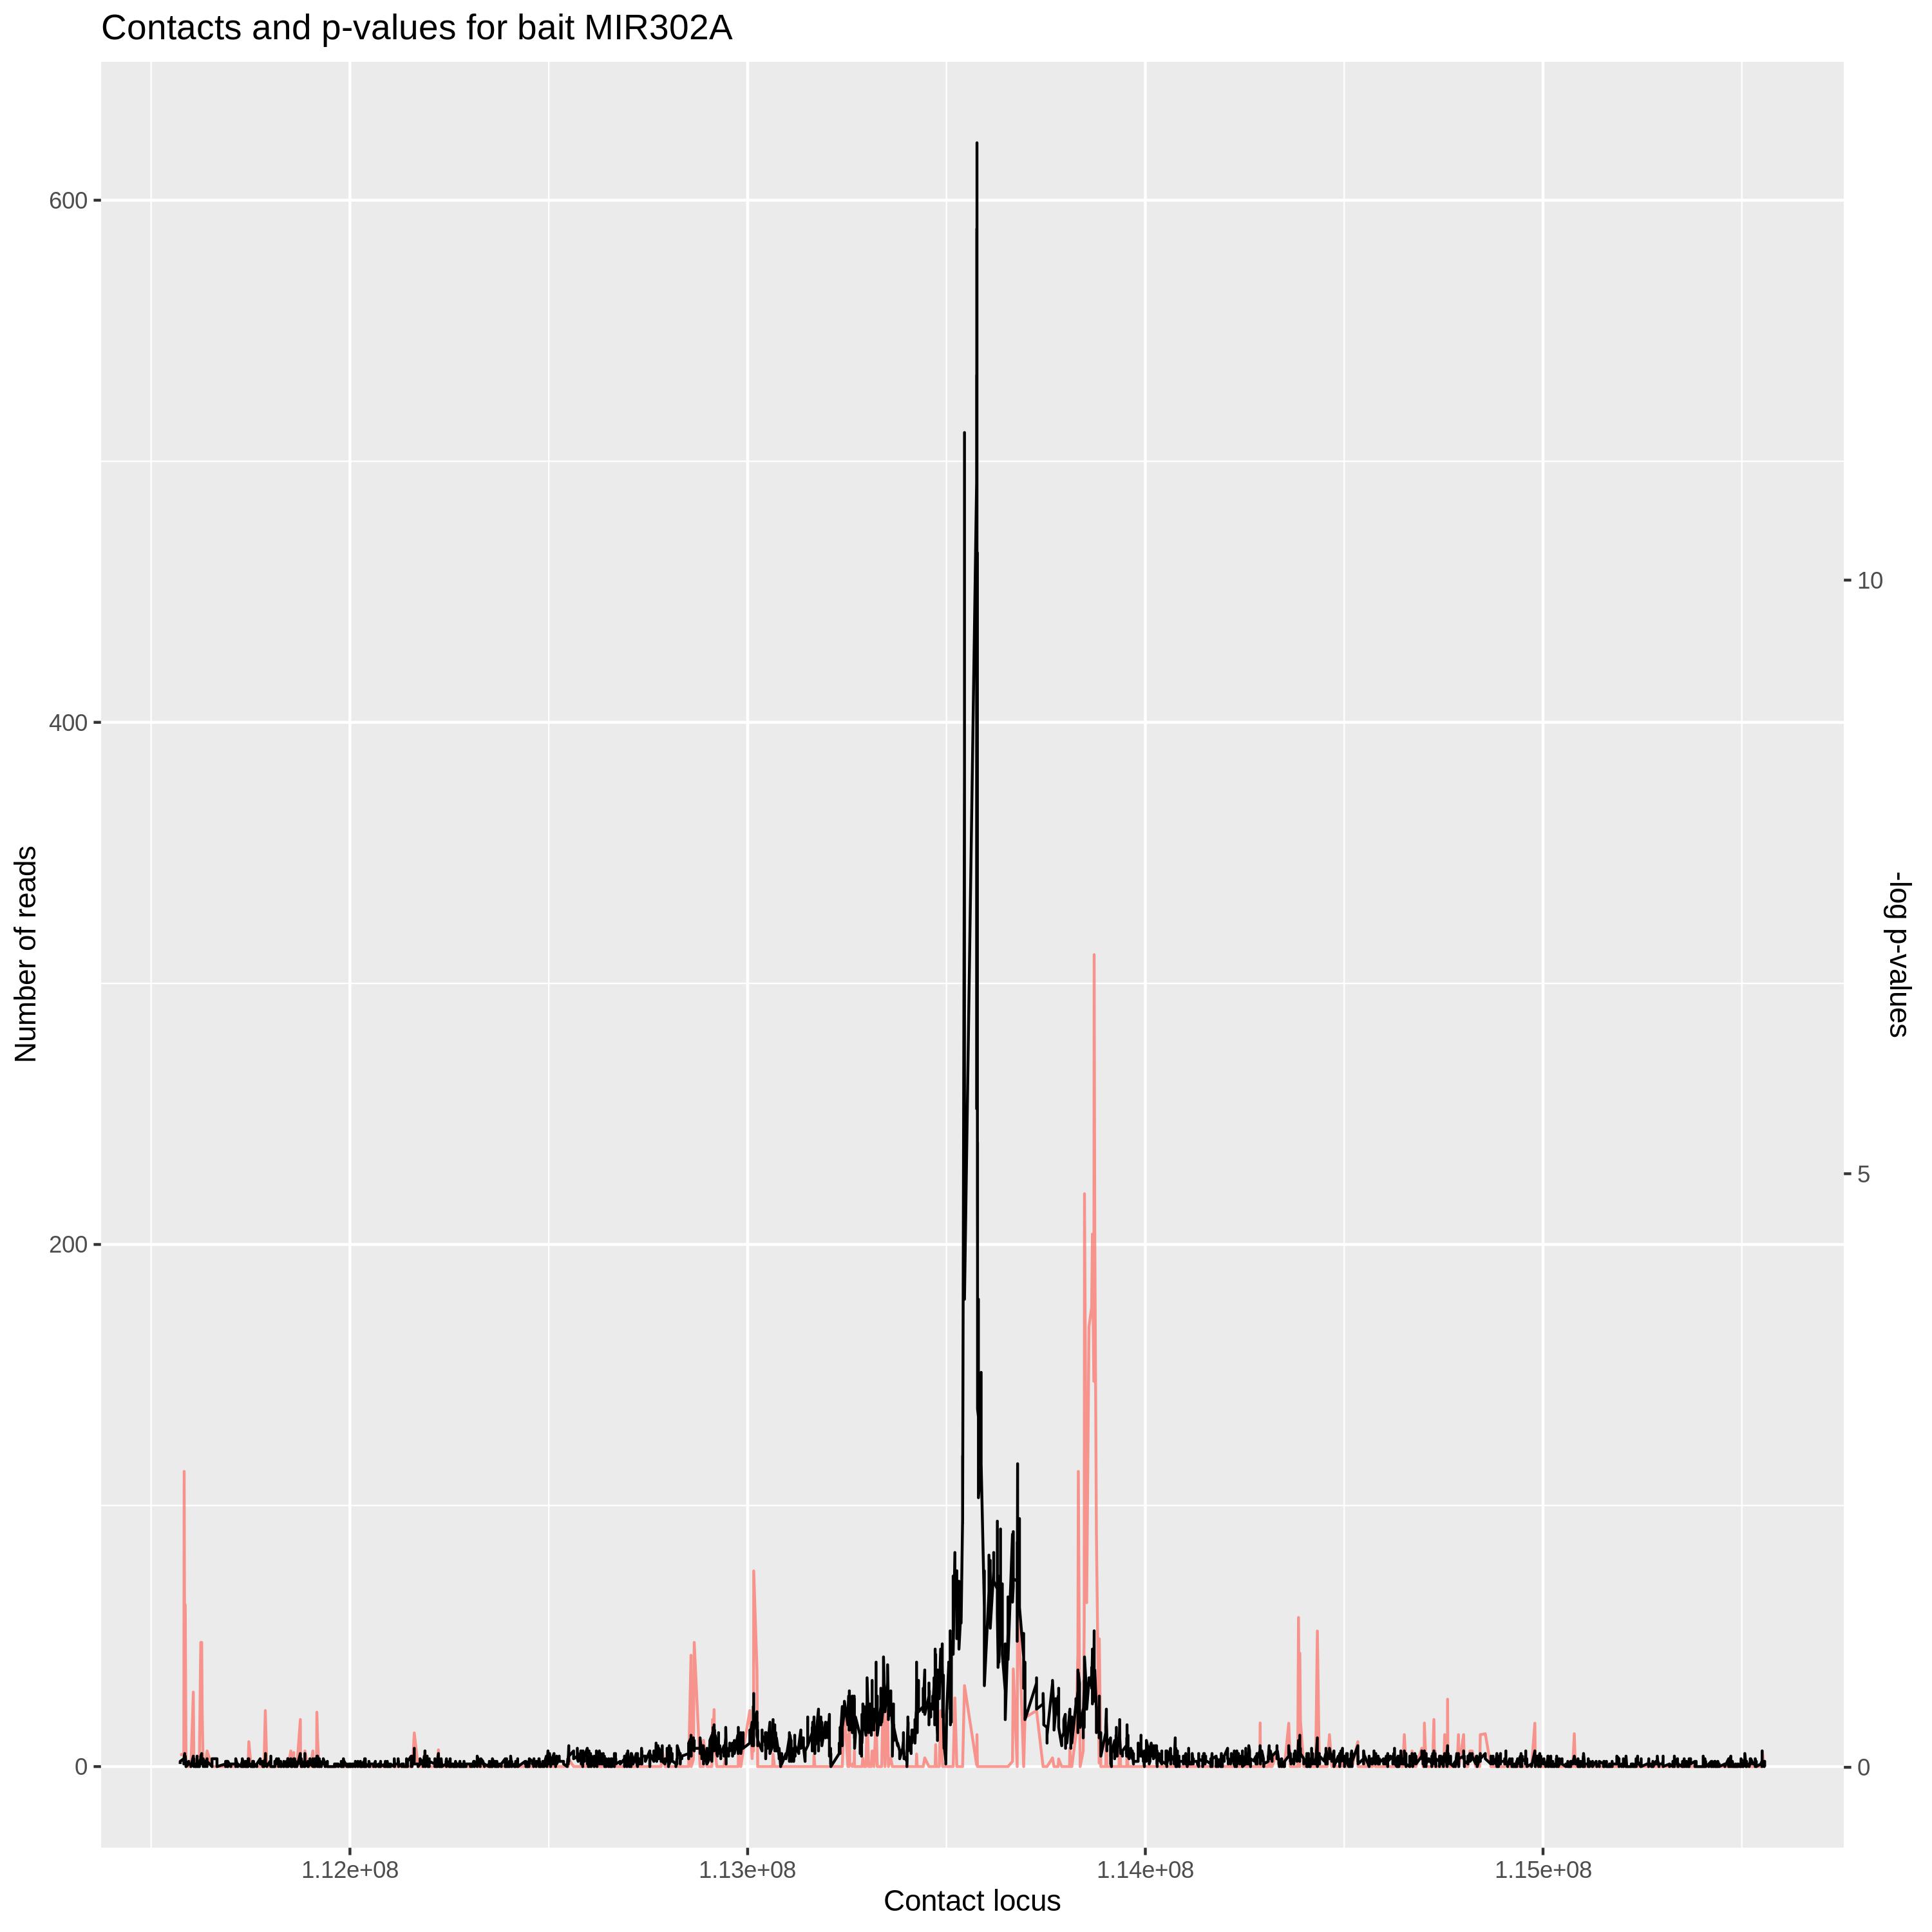 Contacts and p-values for bait MIR302A
600
400
200
0
Number of reads
10
5
0
-log p-values
1.12e+08
1.13e+08
1.14e+08
1.15e+08
Contact locus